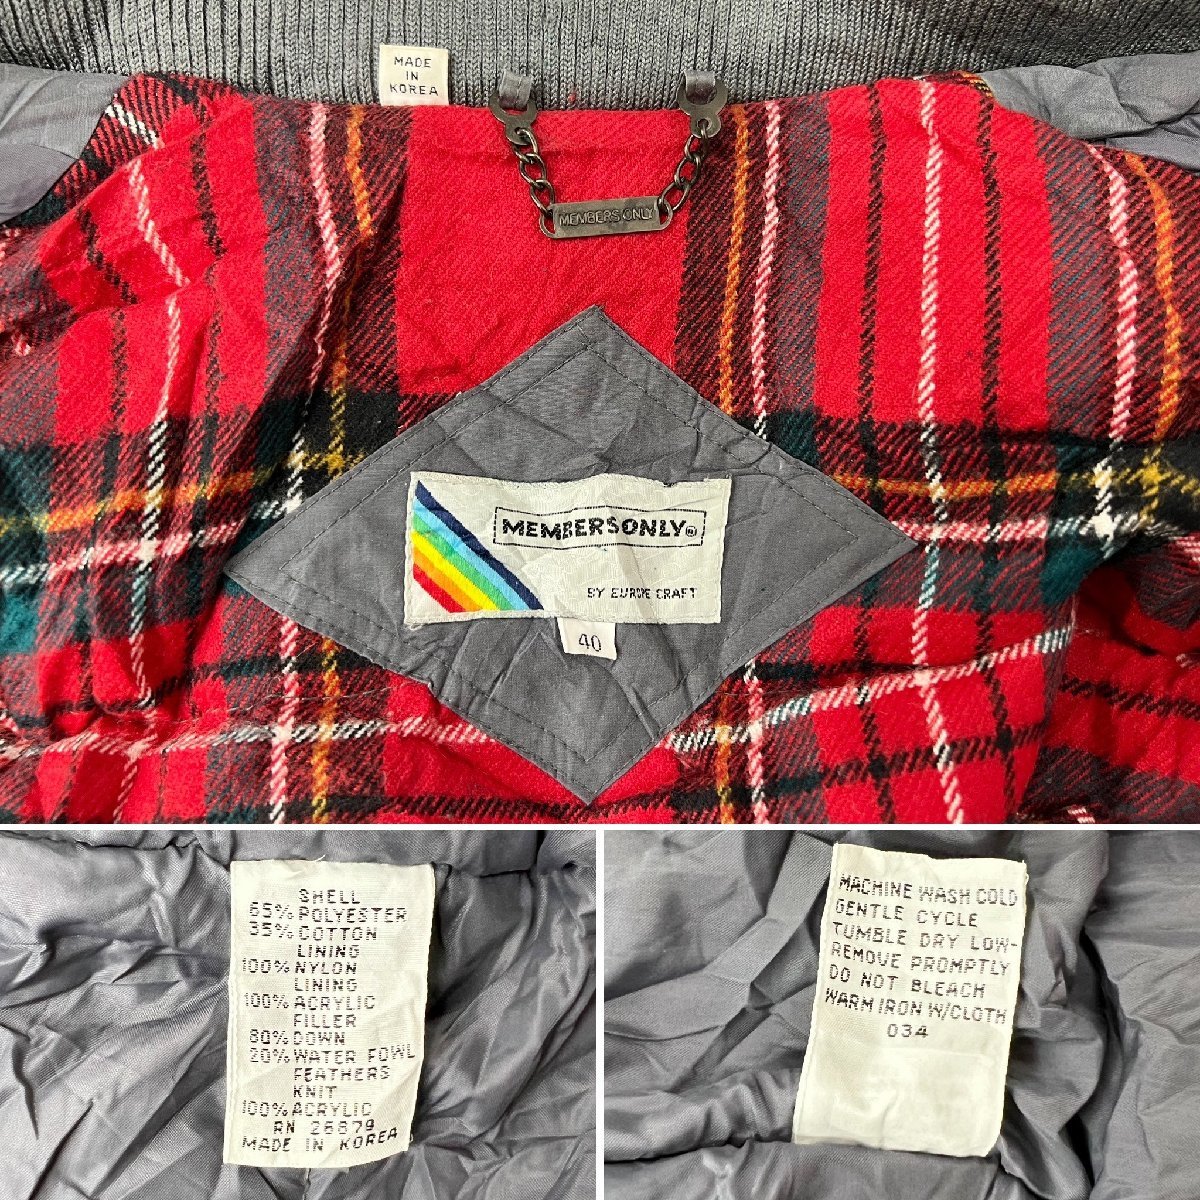 MADE
IN
KOREA
MEMBERS ONLY
MEMBERSONLY®
BY EUROPE CRAFT
40
SHELL
65% POLYESTER
35% COTTON
LINING
100% NYLON
LINING
100% ACRYLIC
FILLER
80% DOWN
20% WATER FOWL
FEATHERS
KNIT
100% ACRYLIC
RN 26879
MADE IN KOREA
MACHINE WASH COLD
GENTLE CYCLE
TUMBLE DRY LOW-
REMOVE PROMPTLY
DO NOT BLEACH
WARM IRON W/CLOTH
034